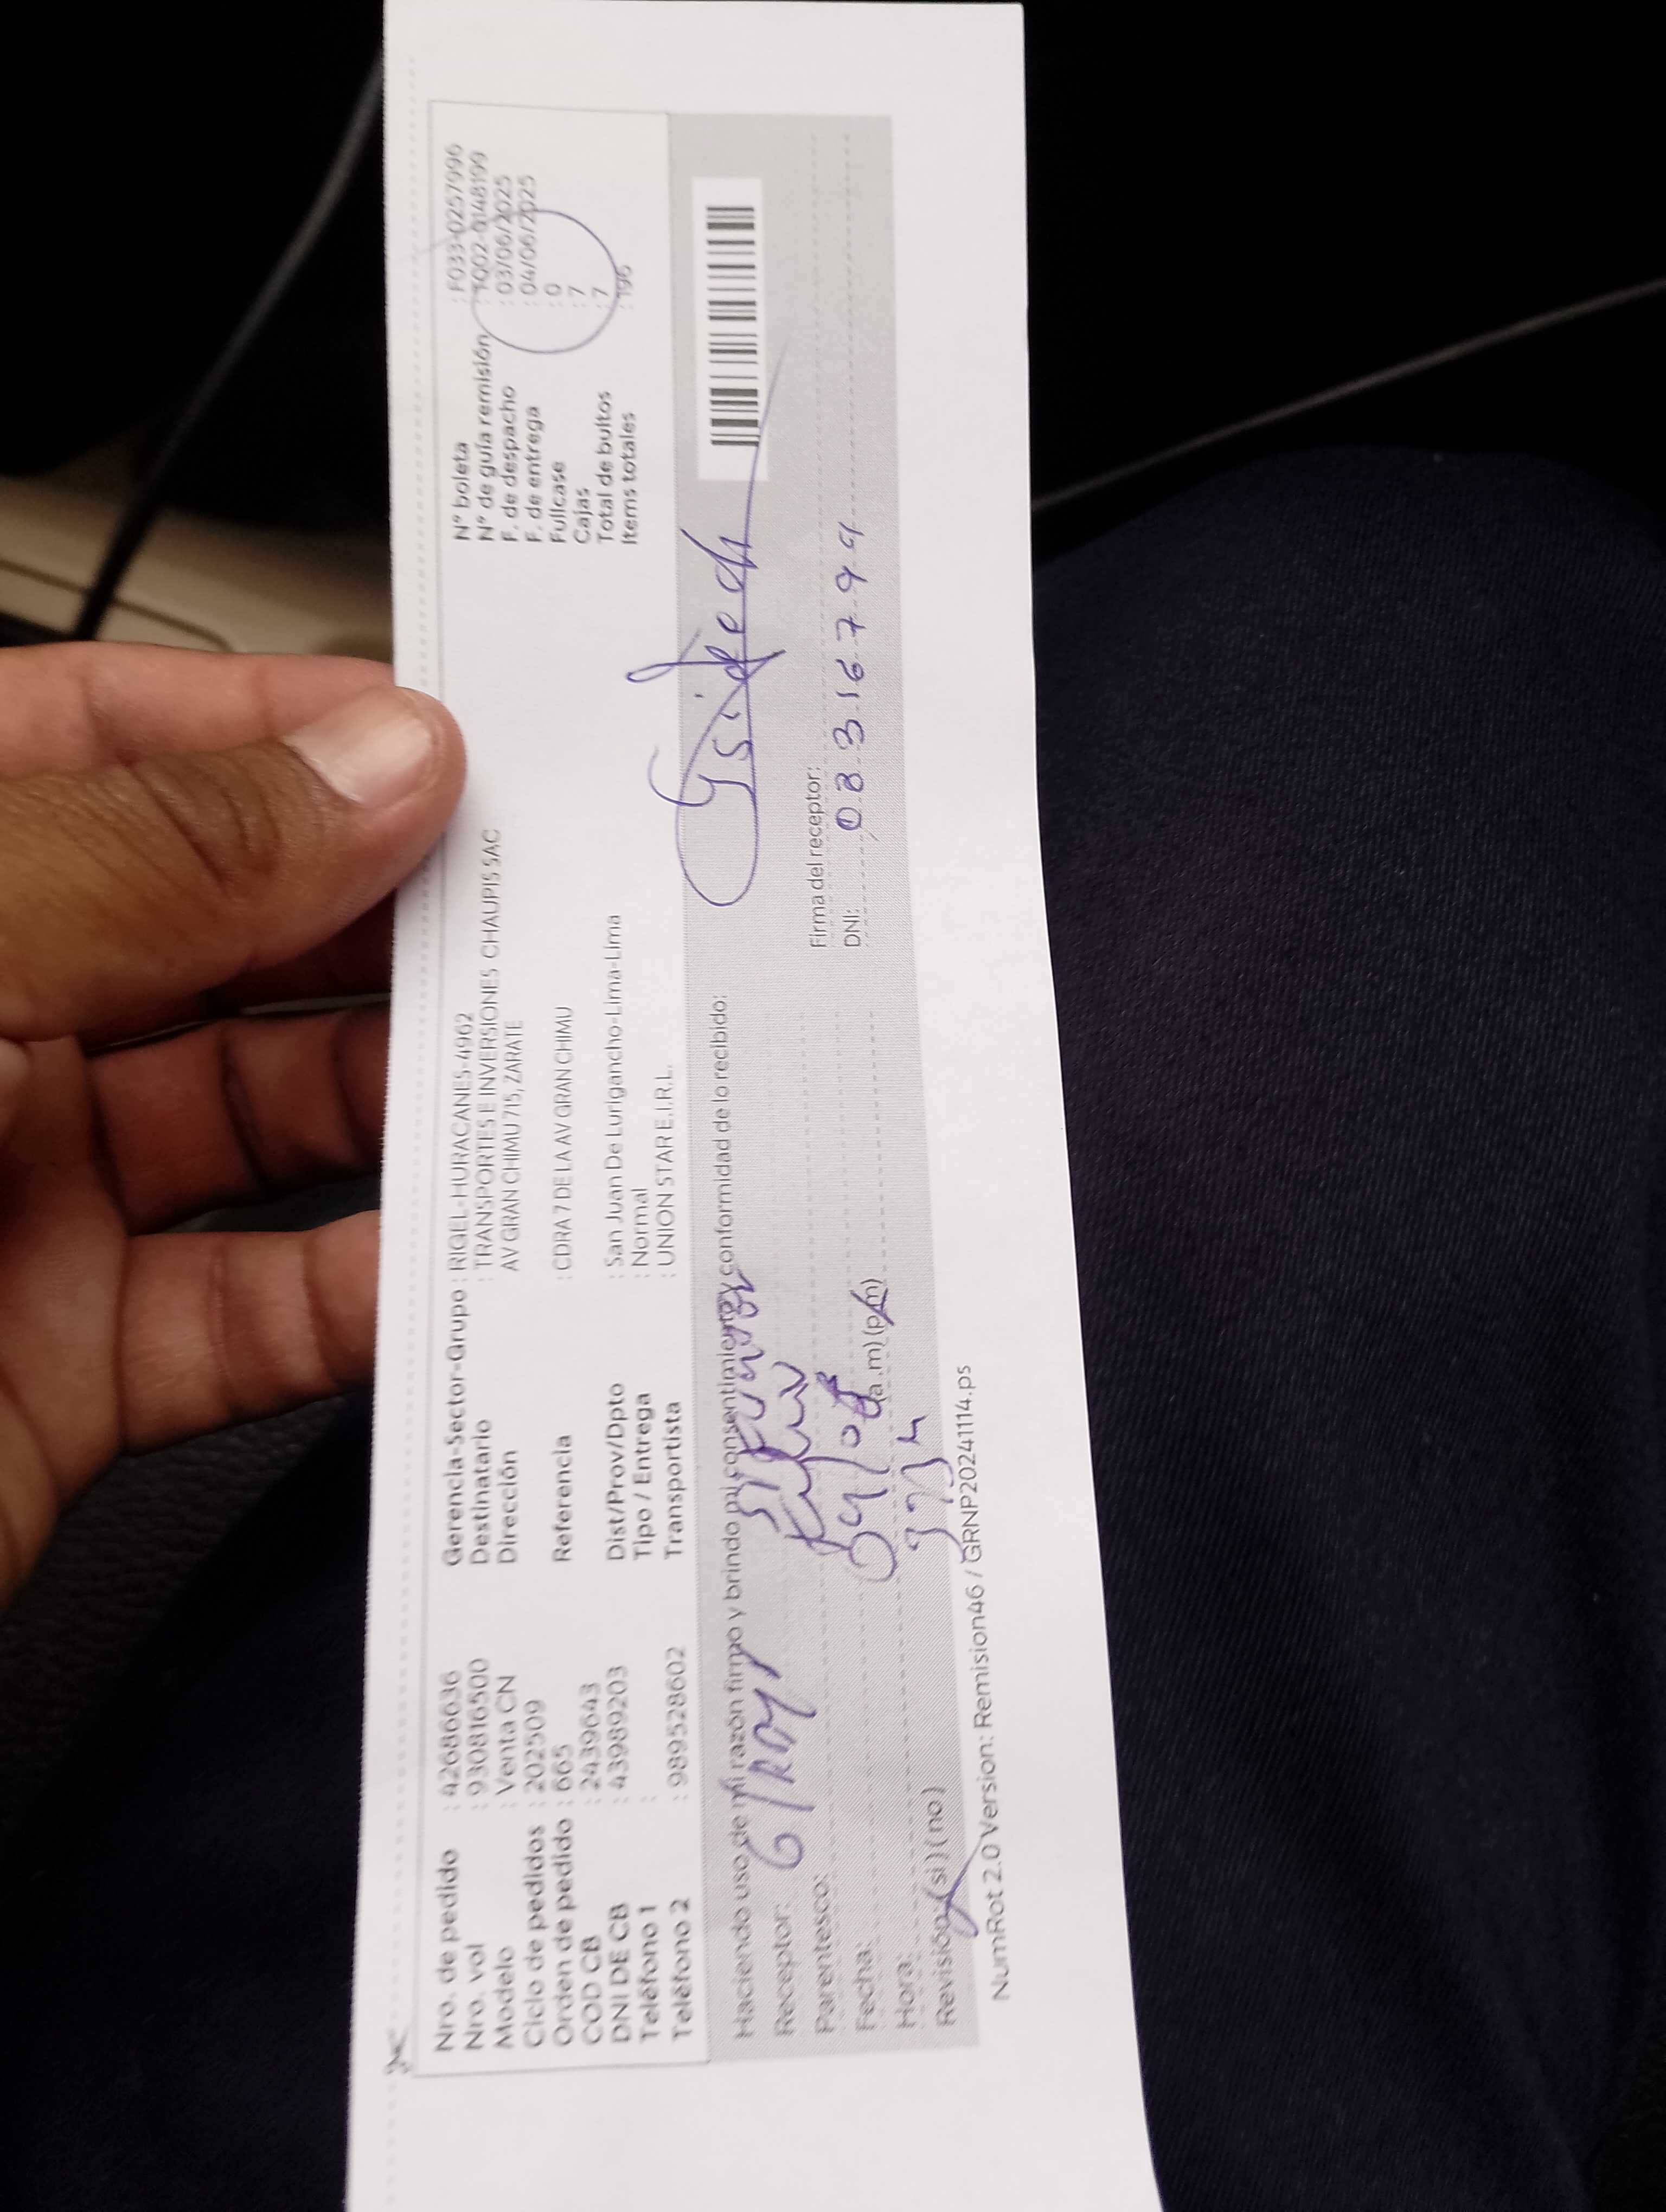 Nro. de pedido : 42686636
Nro. vol : 930816500
Modelo : Venta CN
Ciclo de pedidos : 202509
Orden de pedido : 665
COD CB : 2439643
DNI DE CB : 43989203
Teléfono 1 :
Teléfono 2 : 989528602
Gerencia-Sector-Grupo : RIGEL-HURACANES-4962
Destinatario : TRANSPORTES E INVERSIONES CHAUPIS SAC
Dirección AV GRAN CHIMU 715, ZARATE
Referencia : CDRA 7 DE LA AV GRAN CHIMU
Dist/Prov/Dpto : San Juan De Lurigancho-Lima-Lima
Tipo / Entrega : Normal
Transportista : UNION STAR E.I.R.L.
N° boleta : F033-0257996
N° de guía remisión : T002-0148199
F. de despacho : 03/06/2025
F. de entrega : 04/06/2025
Fullcase : 0
Cajas : 7
Total de bultos : 7
Items totales : 196
Haciendo uso de mi razón firmo y brindo mi consentimiento y conformidad de lo recibido:
Receptor:
Parentesco:
Fecha: 04/06
Hora: (a.m) (p.m)
Revisión: (si) (no)
Firma del receptor:
DNI: 08316799
NumRot 2.0 Version: Remision46 / GRNP20241114.ps